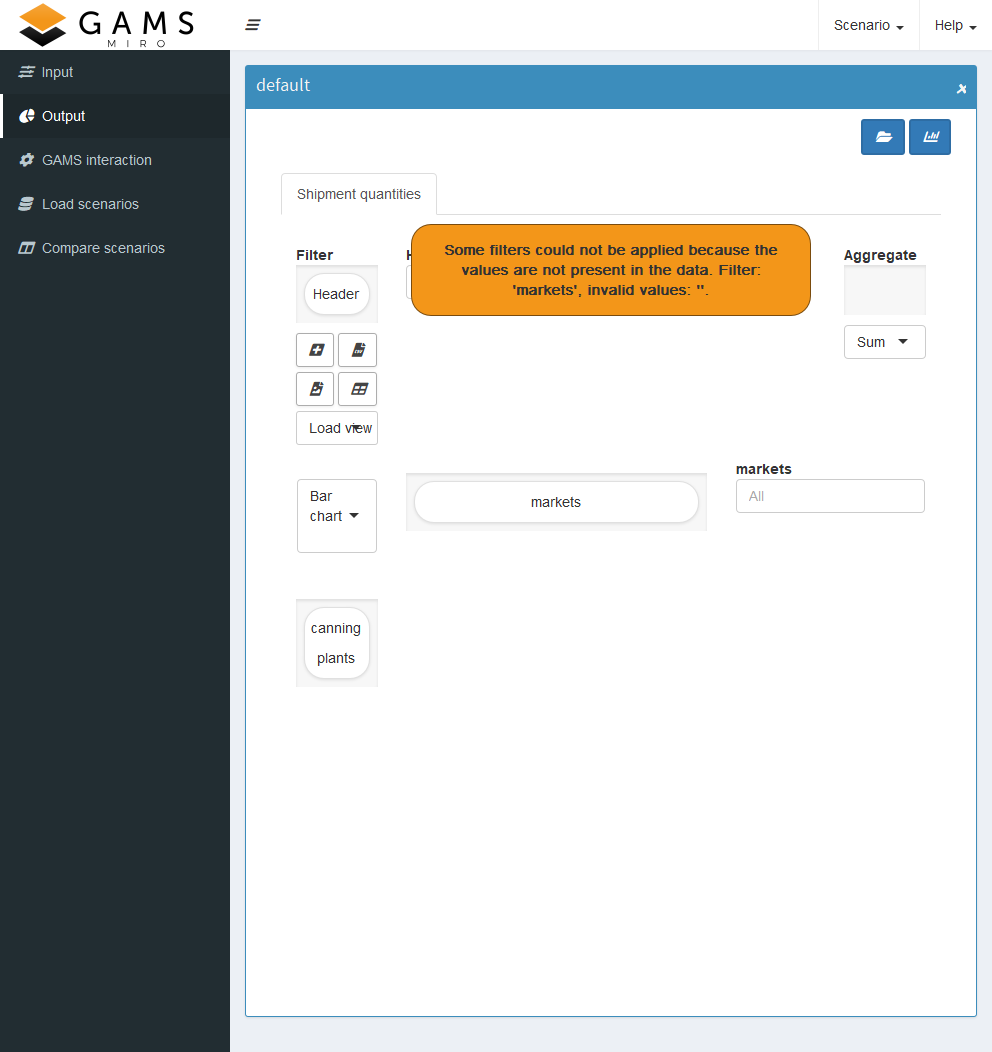 GAMS
MIRO
Scenario
Help
Input
Output
GAMS interaction
Load scenarios
Compare scenarios
default
Shipment quantities
Filter
Header
Some filters could not be applied because the
values are not present in the data. Filter:
'markets', invalid values: ''.
Aggregate
Sum
Load view
Bar
chart
markets
markets
All
canning
plants